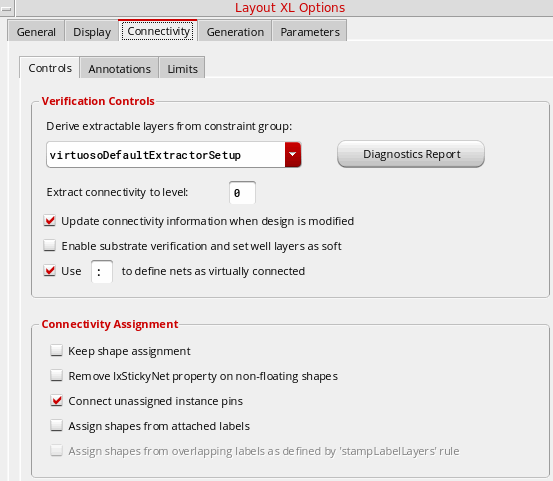 Layout XL Options
General Display Connectivity Generation Parameters
Controls Annotations Limits
Verification Controls
Derive extractable layers from constraint group:
virtuosoDefaultExtractorSetup Diagnostics Report
Extract connectivity to level: 0
Update connectivity information when design is modified
Enable substrate verification and set well layers as soft
Use : to define nets as virtually connected
Connectivity Assignment
Keep shape assignment
Remove lxStickyNet property on non-floating shapes
Connect unassigned instance pins
Assign shapes from attached labels
Assign shapes from overlapping labels as defined by 'stampLabelLayers' rule